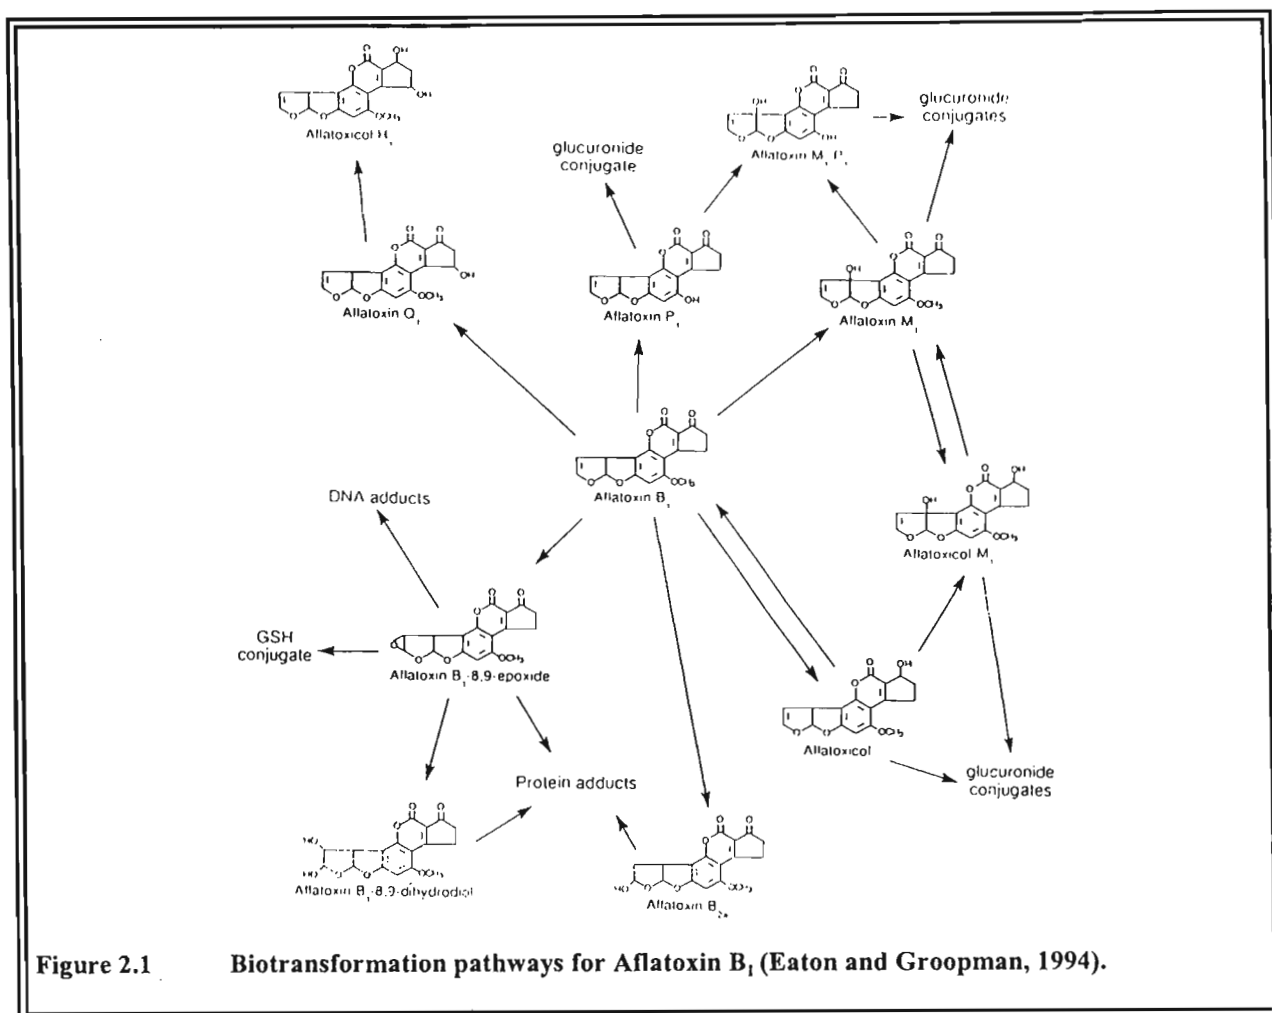 Aflatoxicol H₁
glucuronide
conjugate
Aflatoxin M₁ P₁
glucuronide
conjugates
Aflatoxin Q₁
Aflatoxin P₁
Aflatoxin M₁
DNA adducts
Aflatoxin B₁
Aflatoxicol M₁
GSH
conjugate
Aflatoxin B₁-8,9-epoxide
Aflatoxicol
Protein adducts
glucuronide
conjugates
Aflatoxin B₁-8,9-dihydrodiol
Aflatoxin B₂ₐ
Figure 2.1 Biotransformation pathways for Aflatoxin B₁ (Eaton and Groopman, 1994).